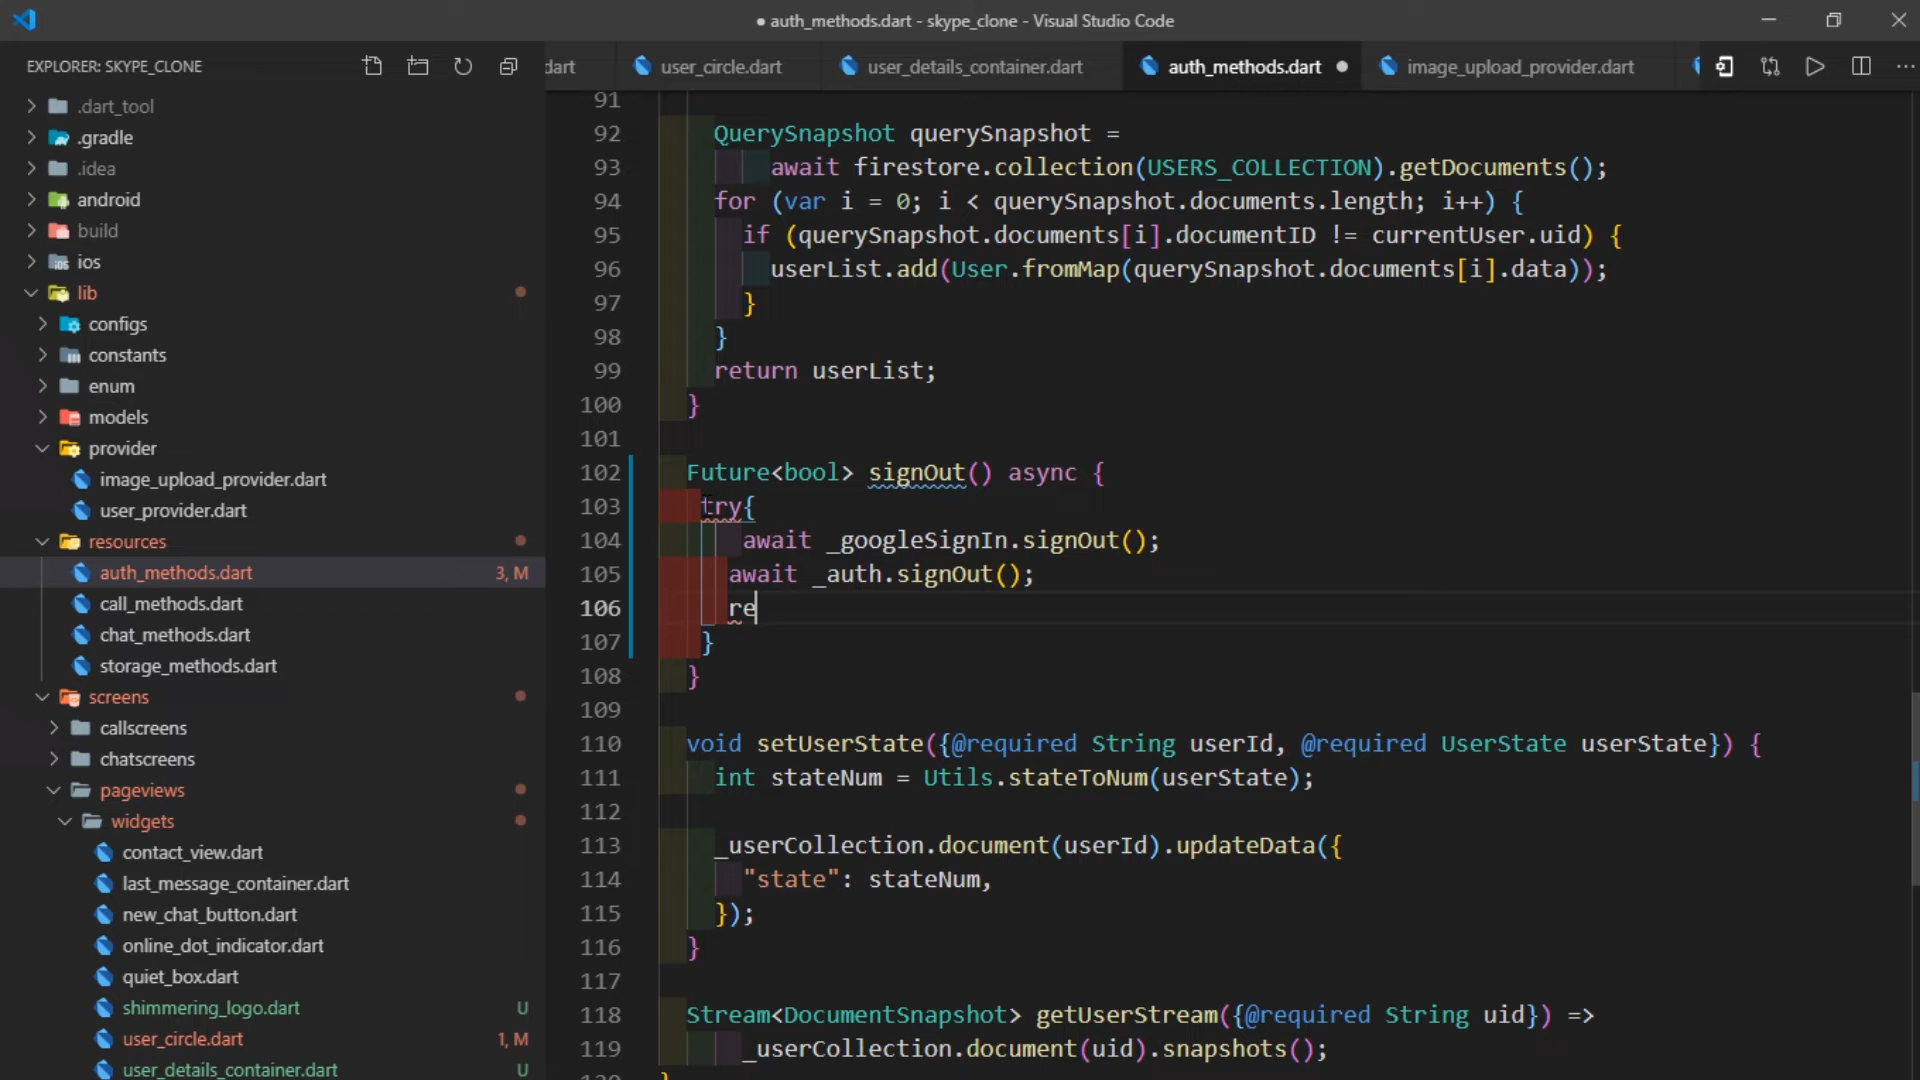 ● auth_methods.dart - skype_clone - Visual Studio Code
EXPLORER: SKYPE_CLONE
.dart_tool
.gradle
.idea
android
build
ios
lib
configs
constants
enum
models
provider
image_upload_provider.dart
user_provider.dart
resources
auth_methods.dart 3, M
call_methods.dart
chat_methods.dart
storage_methods.dart
screens
callscreens
chatscreens
pageviews
widgets
contact_view.dart
last_message_container.dart
new_chat_button.dart
online_dot_indicator.dart
quiet_box.dart
shimmering_logo.dart U
user_circle.dart 1, M
user_details_container.dart U
dart user_circle.dart user_details_container.dart auth_methods.dart ● image_upload_provider.dart
91
92 QuerySnapshot querySnapshot =
93 await firestore.collection(USERS_COLLECTION).getDocuments();
94 for (var i = 0; i < querySnapshot.documents.length; i++) {
95 if (querySnapshot.documents[i].documentID != currentUser.uid) {
96 userList.add(User.fromMap(querySnapshot.documents[i].data));
97 }
98 }
99 return userList;
100 }
101
102 Future<bool> signOut() async {
103 try{
104 await _googleSignIn.signOut();
105 await _auth.signOut();
106 re
107 }
108 }
109
110 void setUserState({@required String userId, @required UserState userState}) {
111 int stateNum = Utils.stateToNum(userState);
112
113 _userCollection.document(userId).updateData({
114 "state": stateNum,
115 });
116 }
117
118 Stream<DocumentSnapshot> getUserStream({@required String uid}) =>
119 _userCollection.document(uid).snapshots();